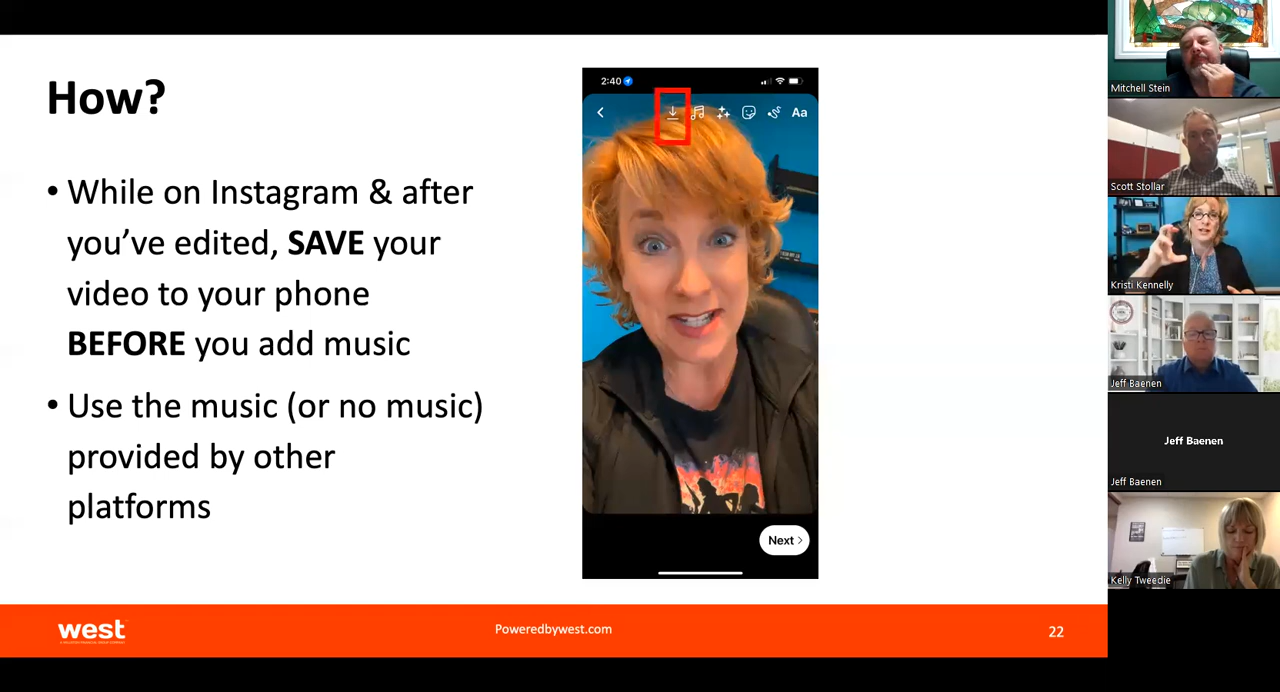 How?
• While on Instagram & after
you've edited, SAVE your
video to your phone
BEFORE you add music
• Use the music (or no music)
provided by other
platforms
2:40
Aa
Next
west
Poweredbywest.com
22
Mitchell Stein
Scott Stollar
Kristi Kennelly
Jeff Baenen
Jeff Baenen
Jeff Baenen
Kelly Tweedie